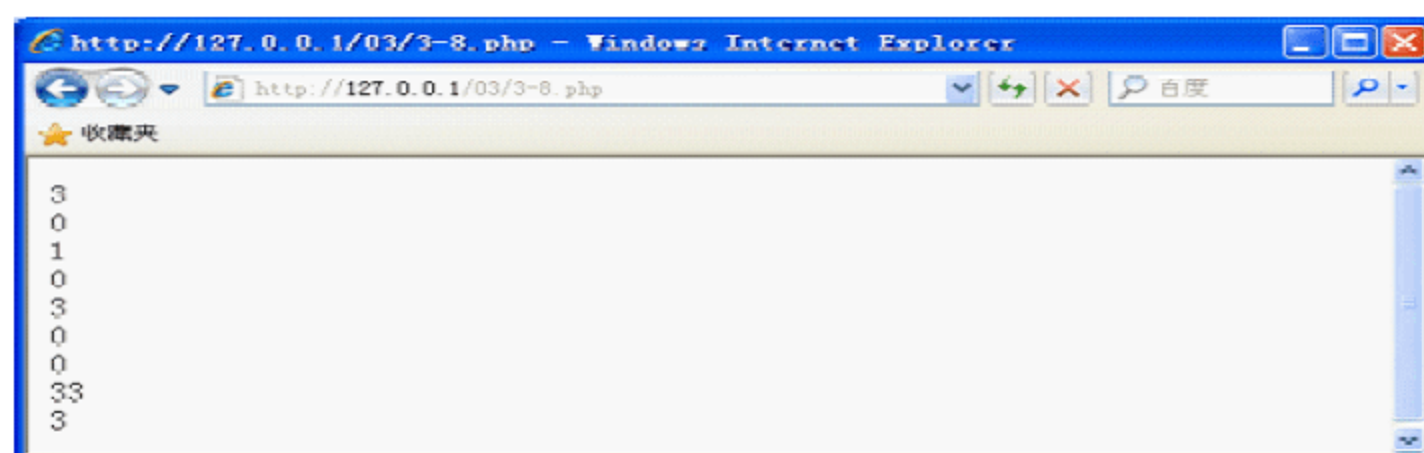 http://127.0.0.1/03/3-8.php - Windows Internet Explorer
http://127.0.0.1/03/3-8.php
百度
收藏夹
3
0
1
0
3
0
0
33
3